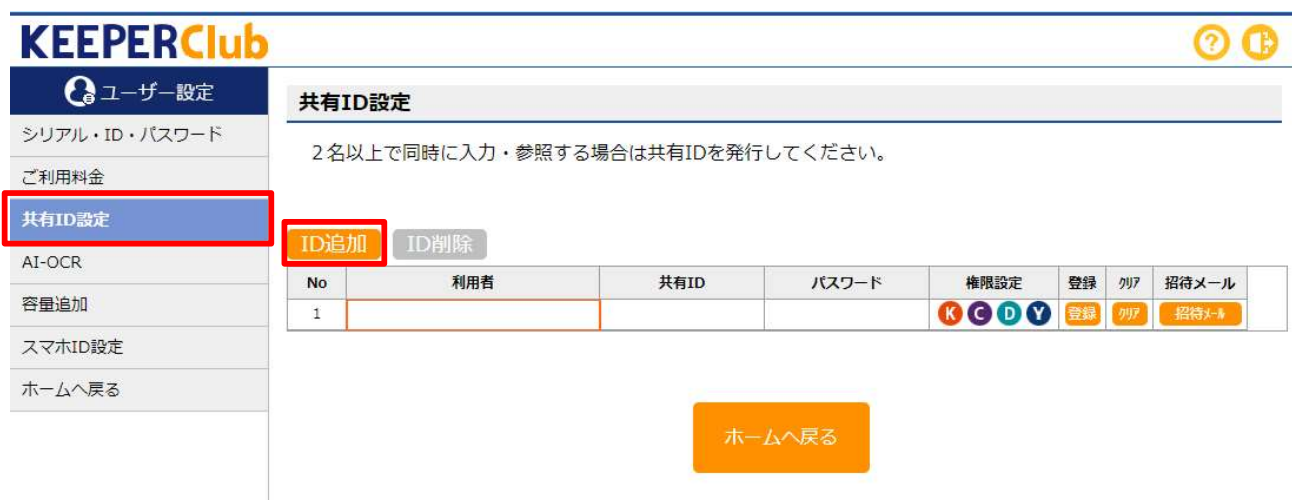 KEEPERClub
?
ユーザー設定
シリアル・ID・パスワード
ご利用料金
共有ID設定
AI-OCR
容量追加
スマホID設定
ホームへ戻る
共有ID設定
2名以上で同時に入力・参照する場合は共有IDを発行してください。
ID追加 ID削除
No 利用者 共有ID パスワード 権限設定 登録 ｸﾘｱ 招待メール
1 K C D Y 登録 ｸﾘｱ 招待ﾒｰﾙ
ホームへ戻る